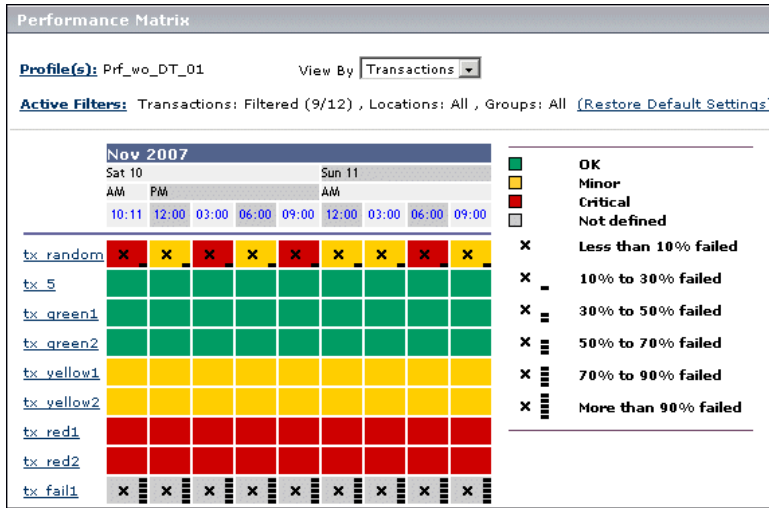 Performance Matrix
Profile(s): Prf_wo_DT_01 View By Transactions
Active Filters: Transactions: Filtered (9/12) , Locations: All , Groups: All (Restore Default Settings)
Nov 2007
Sat 10 Sun 11
AM PM AM
10:11 12:00 03:00 06:00 09:00 12:00 03:00 06:00 09:00
tx_random
tx_5
tx_green1
tx_green2
tx_yellow1
tx_yellow2
tx_red1
tx_red2
tx_fail1
OK
Minor
Critical
Not defined
Less than 10% failed
10% to 30% failed
30% to 50% failed
50% to 70% failed
70% to 90% failed
More than 90% failed